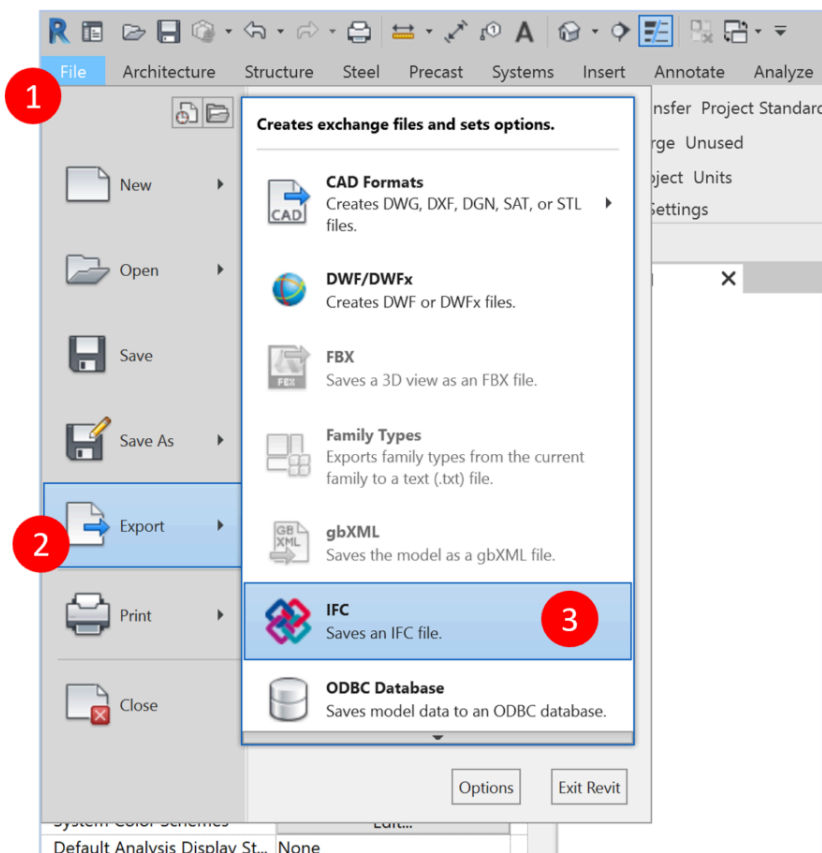 File Architecture Structure Steel Precast Systems Insert Annotate Analyze
1
nsfer Project Standard
Creates exchange files and sets options.
rge Unused
New
CAD Formats
CAD
Creates DWG, DXF, DGN, SAT, or STL
files.
ject Units
Settings
Open
DWF/DWFx
Creates DWF or DWFx files.
Save
FBX
FBX
Saves a 3D view as an FBX file.
Save As
Family Types
Exports family types from the current
family to a text (.txt) file.
2
Export
GB
XML
gbXML
Saves the model as a gbXML file.
Print
IFC
Saves an IFC file.
3
Close
ODBC Database
Saves model data to an ODBC database.
Options Exit Revit
System Color Schemes Edit...
Default Analysis Display St... None